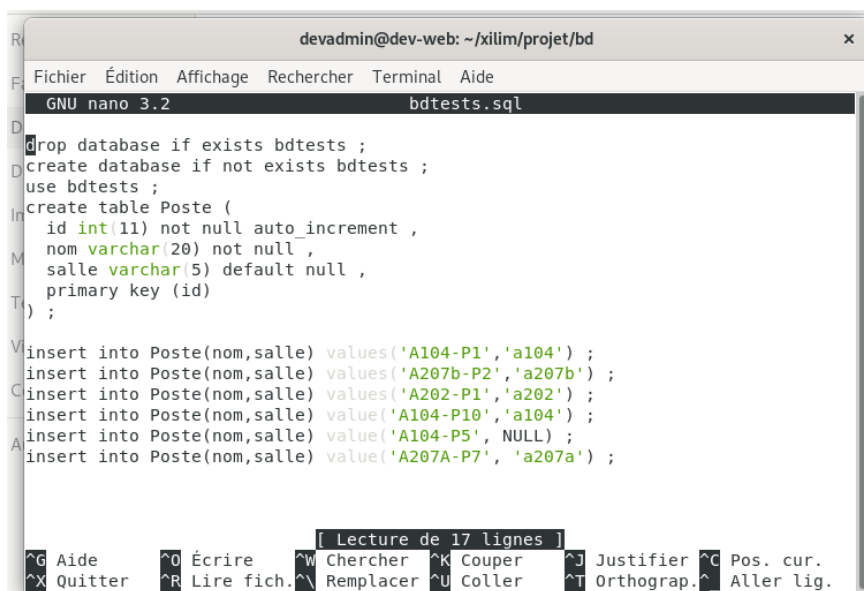 devadmin@dev-web: ~/xilim/projet/bd ×
Fichier Édition Affichage Rechercher Terminal Aide
GNU nano 3.2 bdtests.sql
drop database if exists bdtests ;
create database if not exists bdtests ;
use bdtests ;
create table Poste (
id int(11) not null auto_increment ,
nom varchar(20) not null ,
salle varchar(5) default null ,
primary key (id)
) ;
insert into Poste(nom,salle) values('A104-P1','a104') ;
insert into Poste(nom,salle) values('A207b-P2','a207b') ;
insert into Poste(nom,salle) values('A202-P1','a202') ;
insert into Poste(nom,salle) value('A104-P10','a104') ;
insert into Poste(nom,salle) value('A104-P5', NULL) ;
insert into Poste(nom,salle) value('A207A-P7', 'a207a') ;
[ Lecture de 17 lignes ]
^G Aide ^O Écrire ^W Chercher ^K Couper ^J Justifier ^C Pos. cur.
^X Quitter ^R Lire fich. ^\ Remplacer ^U Coller ^T Orthograp. ^_ Aller lig.